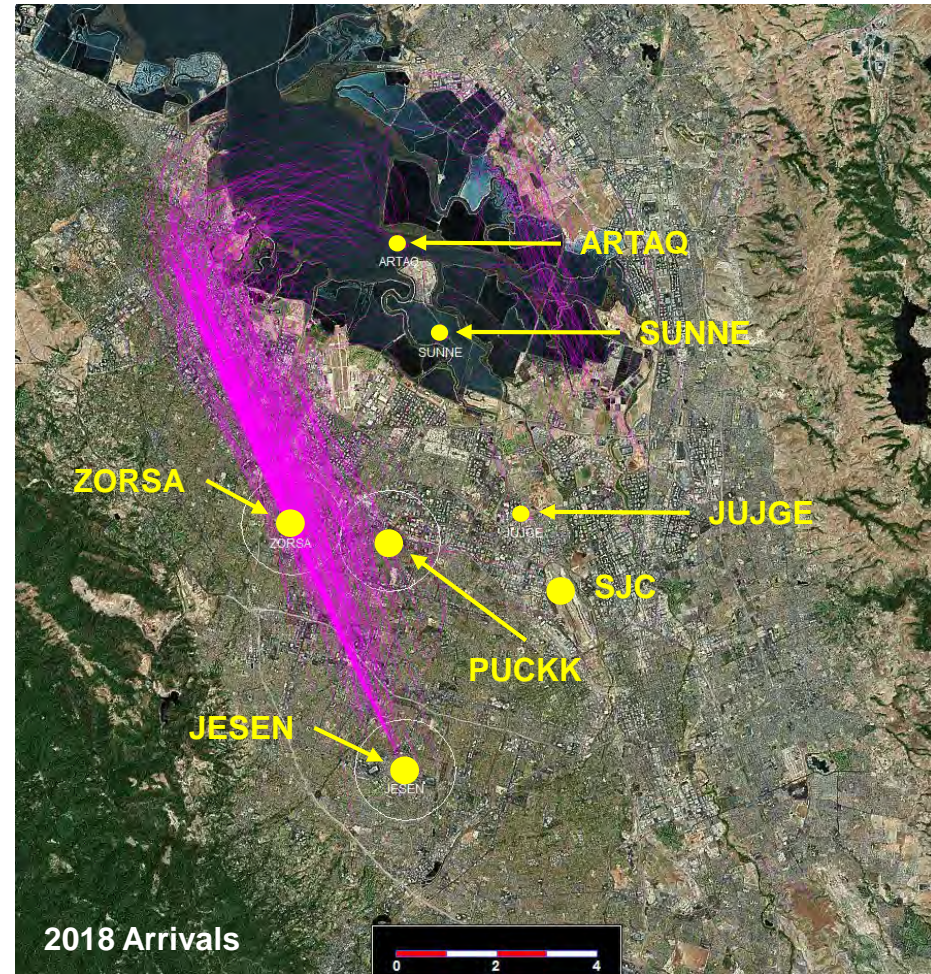 ARTAQ
ARTAQ
SUNNE
SUNNE
ZORSA
ZORSA
JUJGE
JUJGE
SJC
PUCKK
JESEN
JESEN
2018 Arrivals
0 2 4